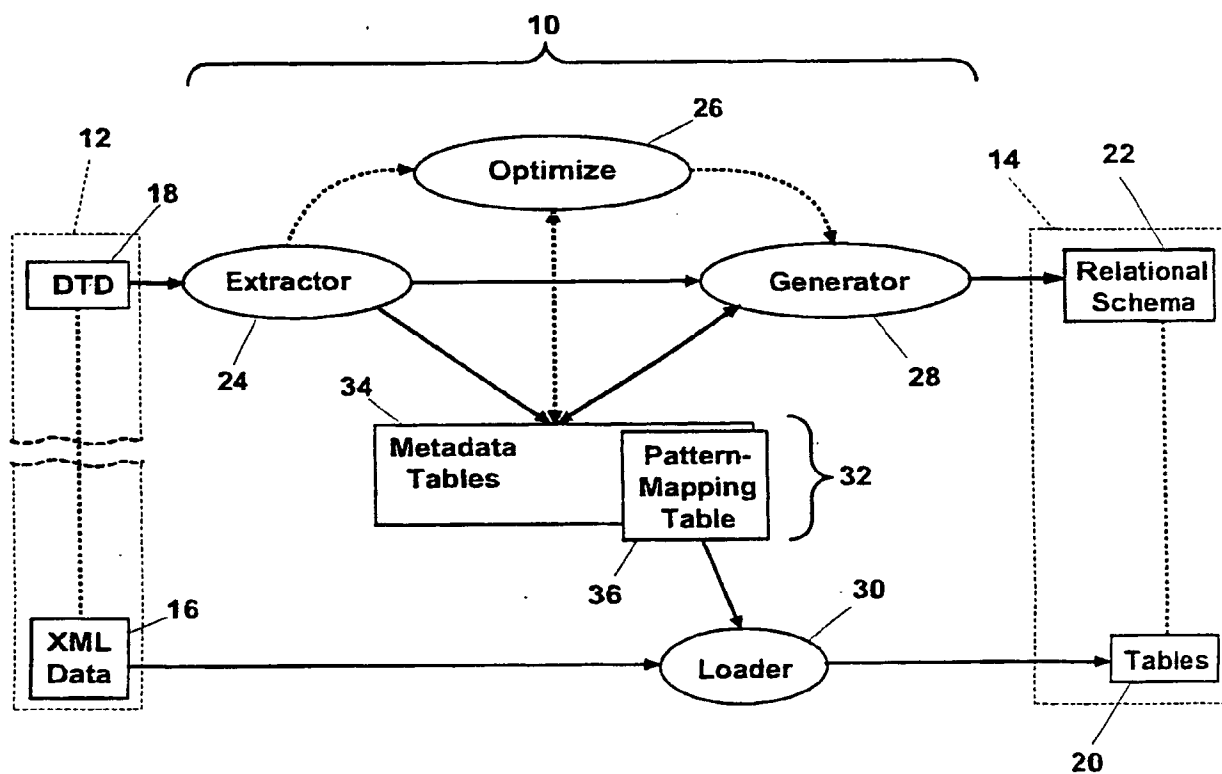 10
12
26
Optimize
14
22
18
DTD
Extractor
Generator
Relational
Schema
24
28
34
Metadata
Tables
Pattern-
Mapping
Table
32
36
30
16
XML
Data
Loader
Tables
20